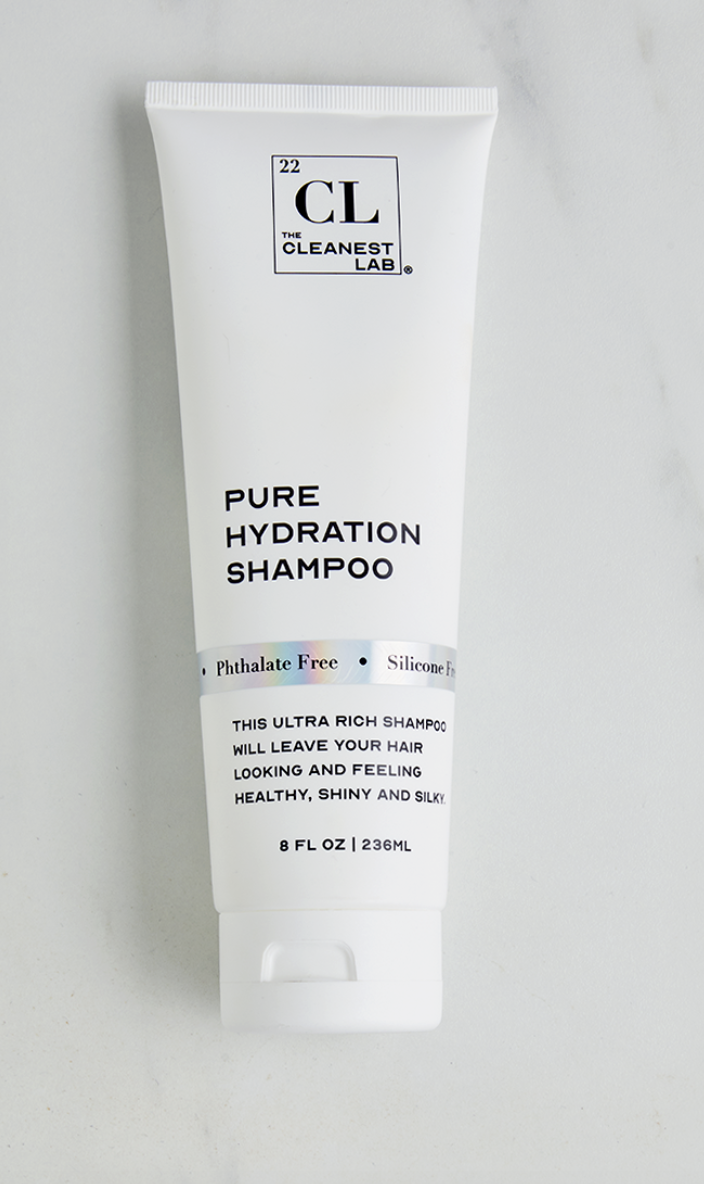 22
CL
THE
CLEANEST
LAB®
PURE
HYDRATION
SHAMPOO
• Phthalate Free • Silicone
THIS ULTRA RICH SHAMPOO
WILL LEAVE YOUR HAIR
LOOKING AND FEELING
HEALTHY, SHINY AND SILKY.
8 FL OZ | 236ML